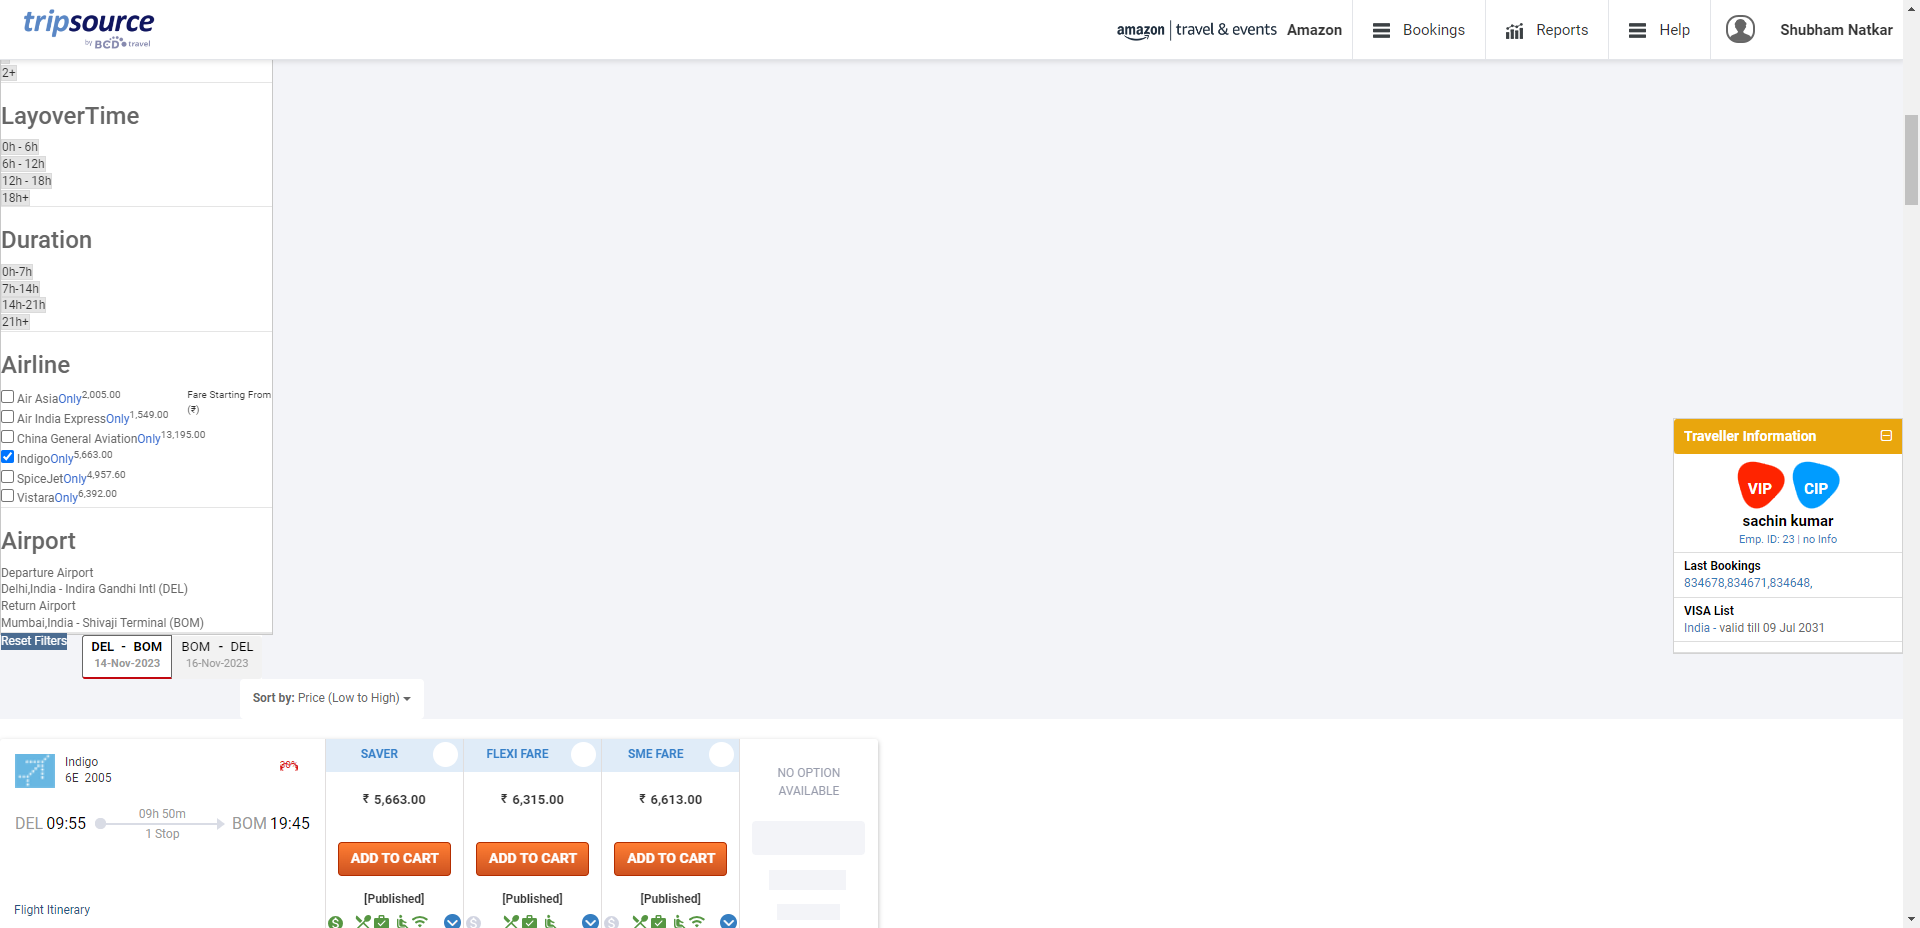 tripsource
by BCD travel
amazon | travel & events Amazon
Bookings
Reports
Help
Shubham Natkar
2+
LayoverTime
0h - 6h
6h - 12h
12h - 18h
18h+
Duration
0h-7h
7h-14h
14h-21h
21h+
Airline
Fare Starting From
(₹)
Air AsiaOnly2,005.00
Air India ExpressOnly1,549.00
China General AviationOnly13,195.00
IndigoOnly5,663.00
SpiceJetOnly4,957.60
VistaraOnly6,392.00
Airport
Departure Airport
Delhi,India - Indira Gandhi Intl (DEL)
Return Airport
Mumbai,India - Shivaji Terminal (BOM)
Reset Filters
DEL - BOM
14-Nov-2023
BOM - DEL
16-Nov-2023
Sort by: Price (Low to High)
Traveller Information
VIP
CIP
sachin kumar
Emp. ID: 23 | no Info
Last Bookings
834678,834671,834648,
VISA List
India - valid till 09 Jul 2031
Indigo
6E 2005
DEL 09:55
09h 50m
1 Stop
BOM 19:45
Flight Itinerary
SAVER
₹ 5,663.00
ADD TO CART
[Published]
FLEXI FARE
₹ 6,315.00
ADD TO CART
[Published]
SME FARE
₹ 6,613.00
ADD TO CART
[Published]
NO OPTION
AVAILABLE